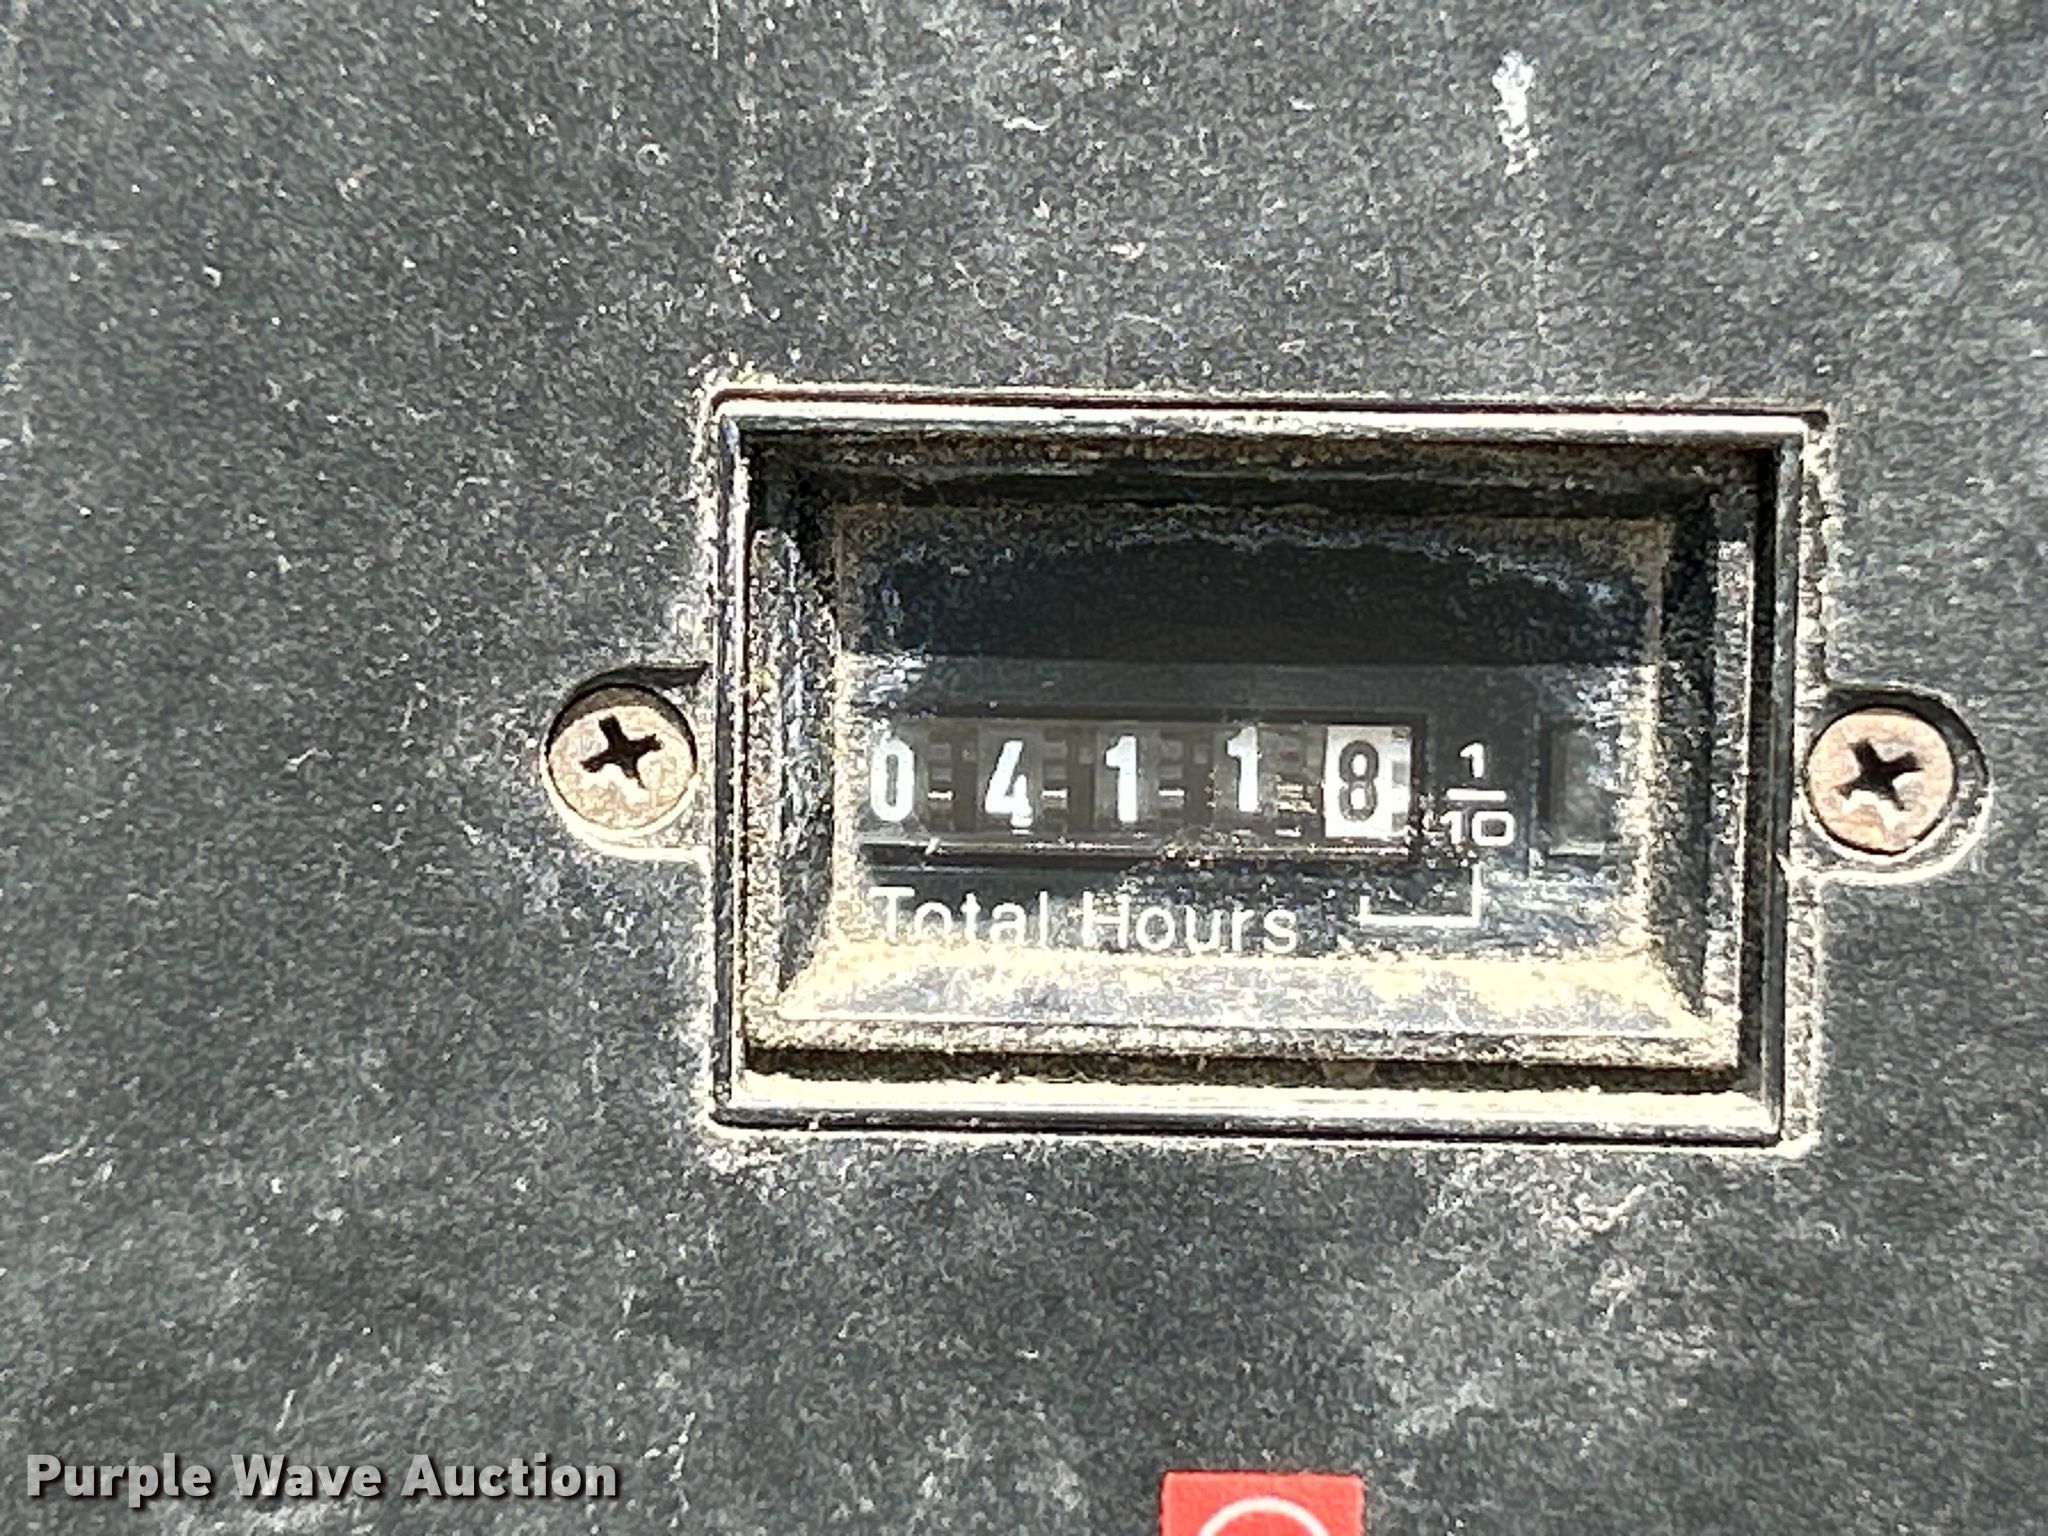 04118 1/10
Total Hours
Purple Wave Auction